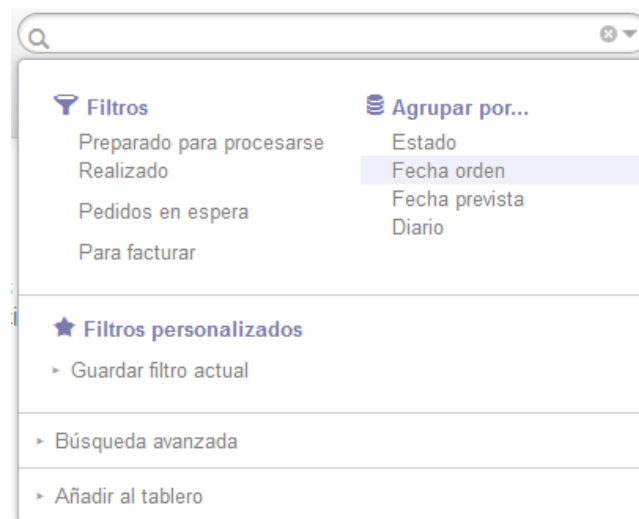 Filtros
Preparado para procesarse
Realizado
Pedidos en espera
Para facturar
Agrupar por...
Estado
Fecha orden
Fecha prevista
Diario
Filtros personalizados
Guardar filtro actual
Búsqueda avanzada
Añadir al tablero